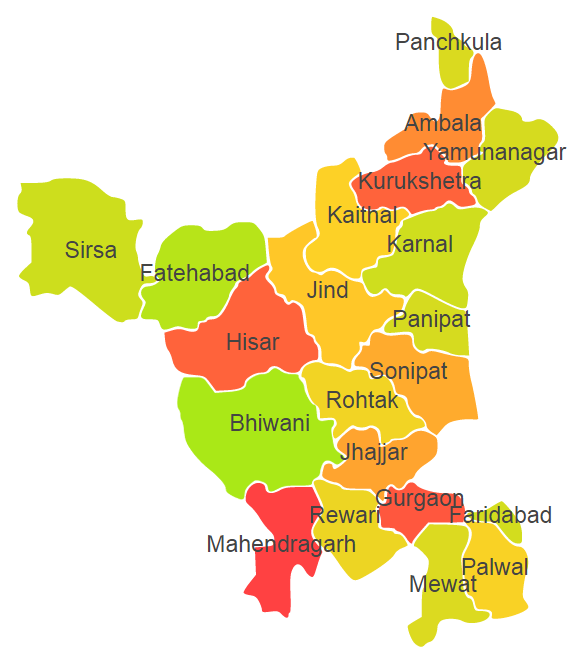 Panchkula
Ambala
Yamunanagar
Kurukshetra
Kaithal
Karnal
Sirsa
Fatehabad
Jind
Panipat
Hisar
Sonipat
Rohtak
Bhiwani
Jhajjar
Gurgaon
Rewari
Faridabad
Mahendragarh
Palwal
Mewat